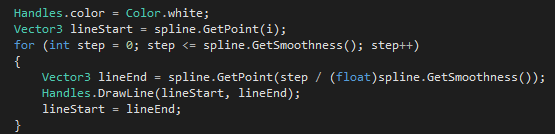 Handles.color = Color.white;
Vector3 lineStart = spline.GetPoint(i);
for (int step = 0; step <= spline.GetSmoothness(); step++)
{
    Vector3 lineEnd = spline.GetPoint(step / (float)spline.GetSmoothness());
    Handles.DrawLine(lineStart, lineEnd);
    lineStart = lineEnd;
}